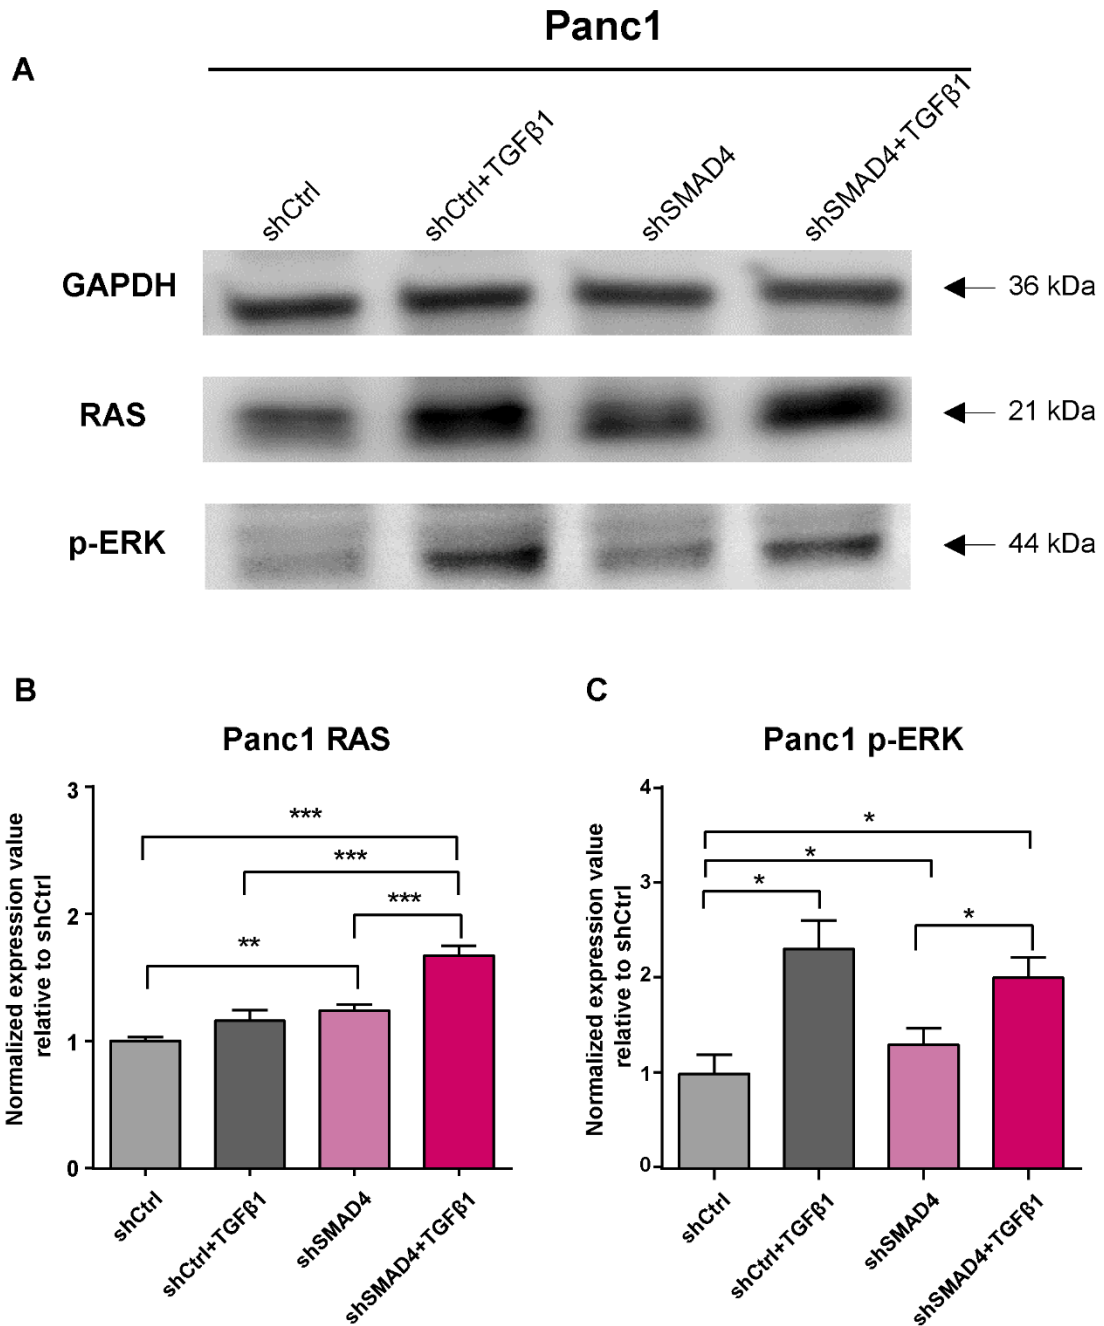 Panc1
A
shCtrl
shCtrl+TGFβ1
shSMAD4
shSMAD4+TGFβ1
GAPDH
36 kDa
RAS
21 kDa
p-ERK
44 kDa
B
Panc1 RAS
Normalized expression value
relative to shCtrl
3
2
1
0
***
***
***
**
shCtrl
shCtrl+TGFβ1
shSMAD4
shSMAD4+TGFβ1
C
Panc1 p-ERK
Normalized expression value
relative to shCtrl
4
3
2
1
0
*
*
*
*
shCtrl
shCtrl+TGFβ1
shSMAD4
shSMAD4+TGFβ1